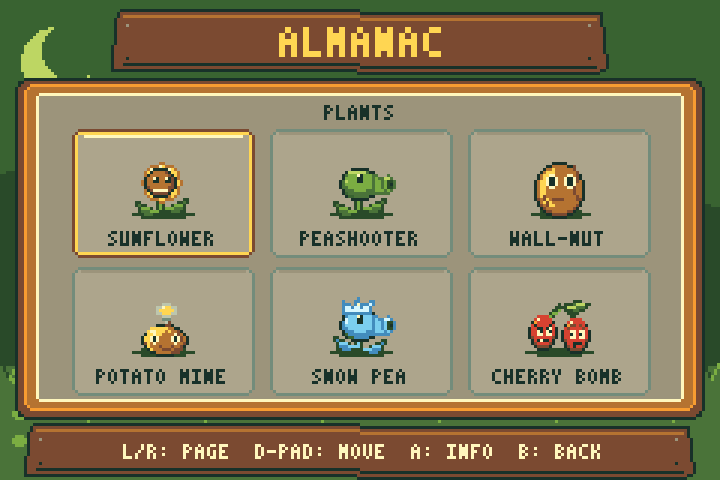 ALMANAC
PLANTS
SUNFLOWER
PEASHOOTER
WALL-NUT
POTATO MINE
SNOW PEA
CHERRY BOMB
L/R: PAGE D-PAD: MOVE A: INFO B: BACK